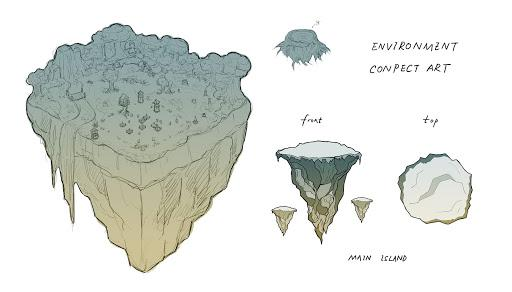 ENVIRONMENT
CONPECT ART
front
top
MAIN ISLAND